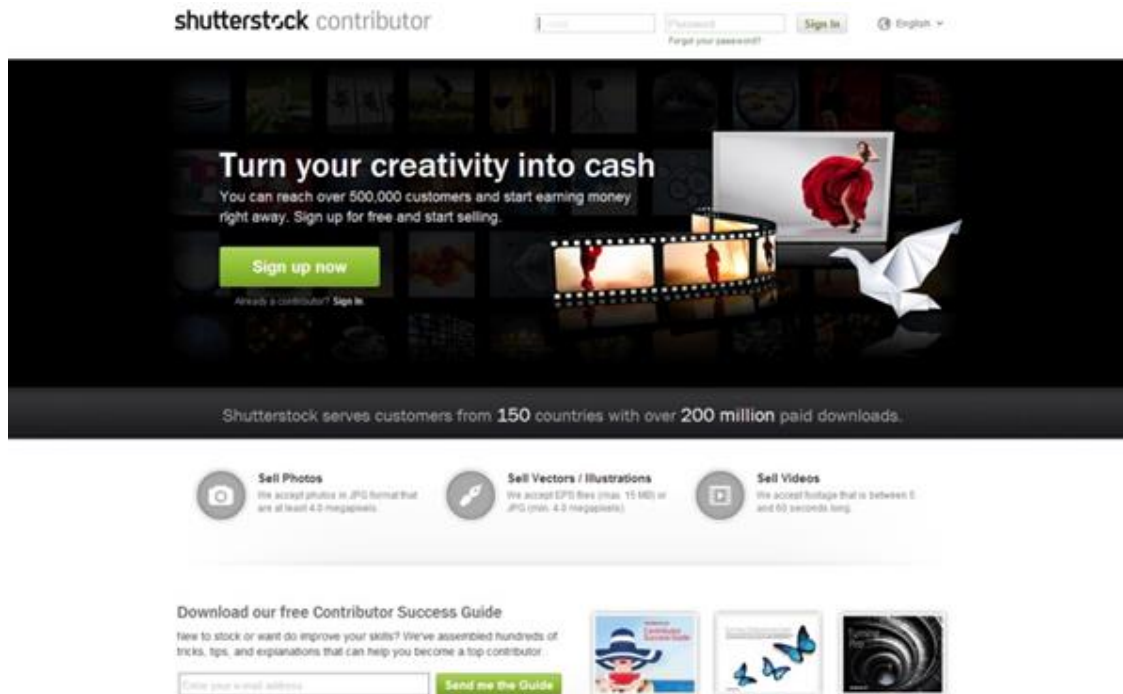 shutterstock contributor
Password
Sign In
English
Forgot your password?
Turn your creativity into cash
You can reach over 500,000 customers and start earning money
right away. Sign up for free and start selling.
Sign up now
Already a contributor? Sign In
Shutterstock serves customers from 150 countries with over 200 million paid downloads.
Sell Photos
We accept photos in JPG format that
are at least 4.0 megapixels.
Sell Vectors / Illustrations
We accept EPS files (max. 15 MB) or
JPG (min. 4.0 megapixels)
Sell Videos
We accept footage that is between 5
and 60 seconds long.
Download our free Contributor Success Guide
New to stock or want do improve your skills? We've assembled hundreds of
tricks, tips, and explanations that can help you become a top contributor.
Enter your e-mail address
Send me the Guide
Contributor
Success Guide